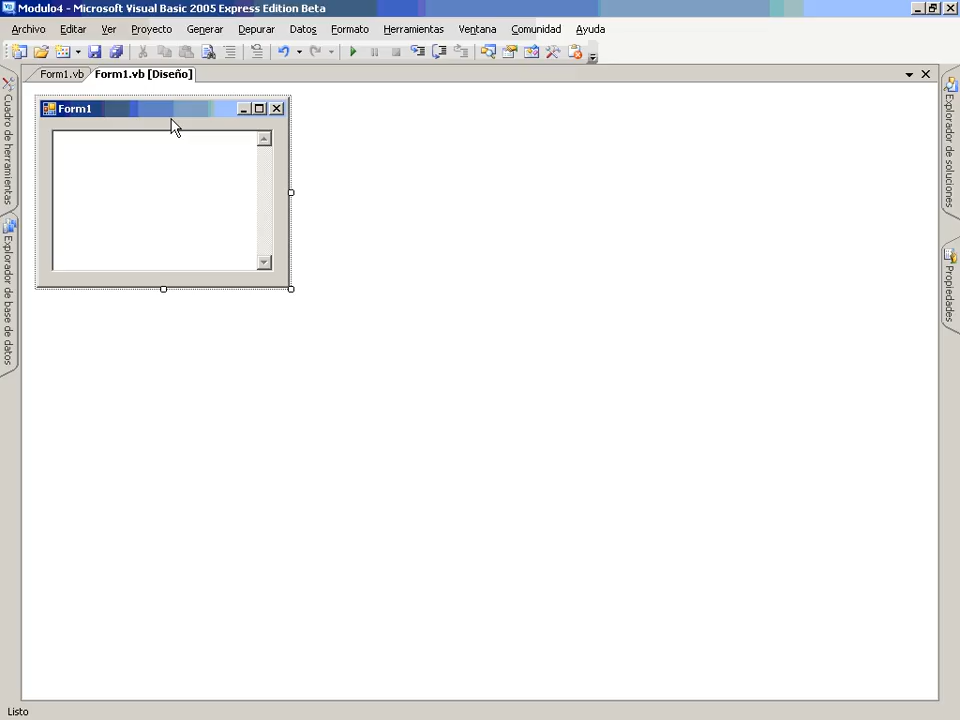 Modulo4 - Microsoft Visual Basic 2005 Express Edition Beta
Archivo Editar Ver Proyecto Generar Depurar Datos Formato Herramientas Ventana Comunidad Ayuda
Form1.vb Form1.vb [Diseño]
Form1
Cuadro de herramientas
Explorador de base de datos
Explorador de soluciones
Propiedades
Listo